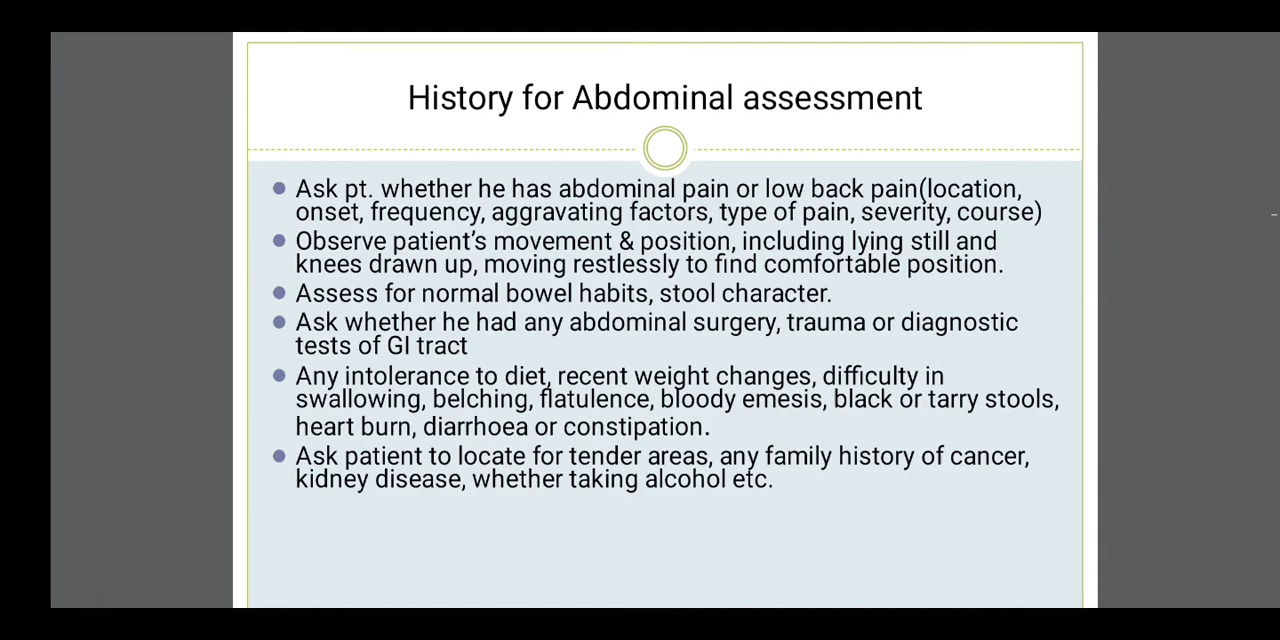 History for Abdominal assessment
Ask pt. whether he has abdominal pain or low back pain(location,
onset, frequency, aggravating factors, type of pain, severity, course)
Observe patient's movement & position, including lying still and
knees drawn up, moving restlessly to find comfortable position.
Assess for normal bowel habits, stool character.
Ask whether he had any abdominal surgery, trauma or diagnostic
tests of GI tract
Any intolerance to diet, recent weight changes, difficulty in
swallowing, belching, flatulence, bloody emesis, black or tarry stools,
heart burn, diarrhoea or constipation.
Ask patient to locate for tender areas, any family history of cancer,
kidney disease, whether taking alcohol etc.